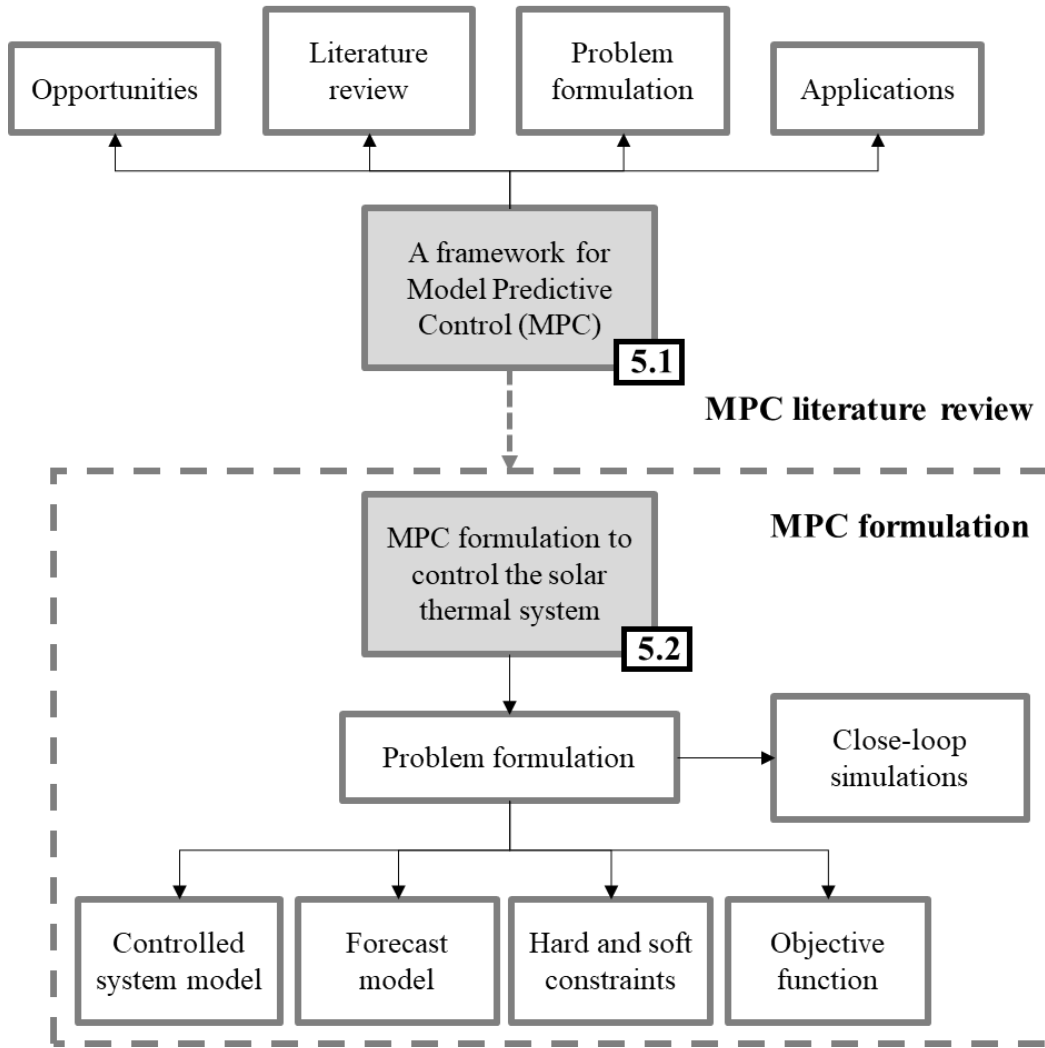 Opportunities
Literature
review
Problem
formulation
Applications
A framework for
Model Predictive
Control (MPC)
5.1
MPC literature review
MPC formulation
MPC formulation to
control the solar
thermal system
5.2
Problem formulation
Close-loop
simulations
Controlled
system model
Forecast
model
Hard and soft
constraints
Objective
function